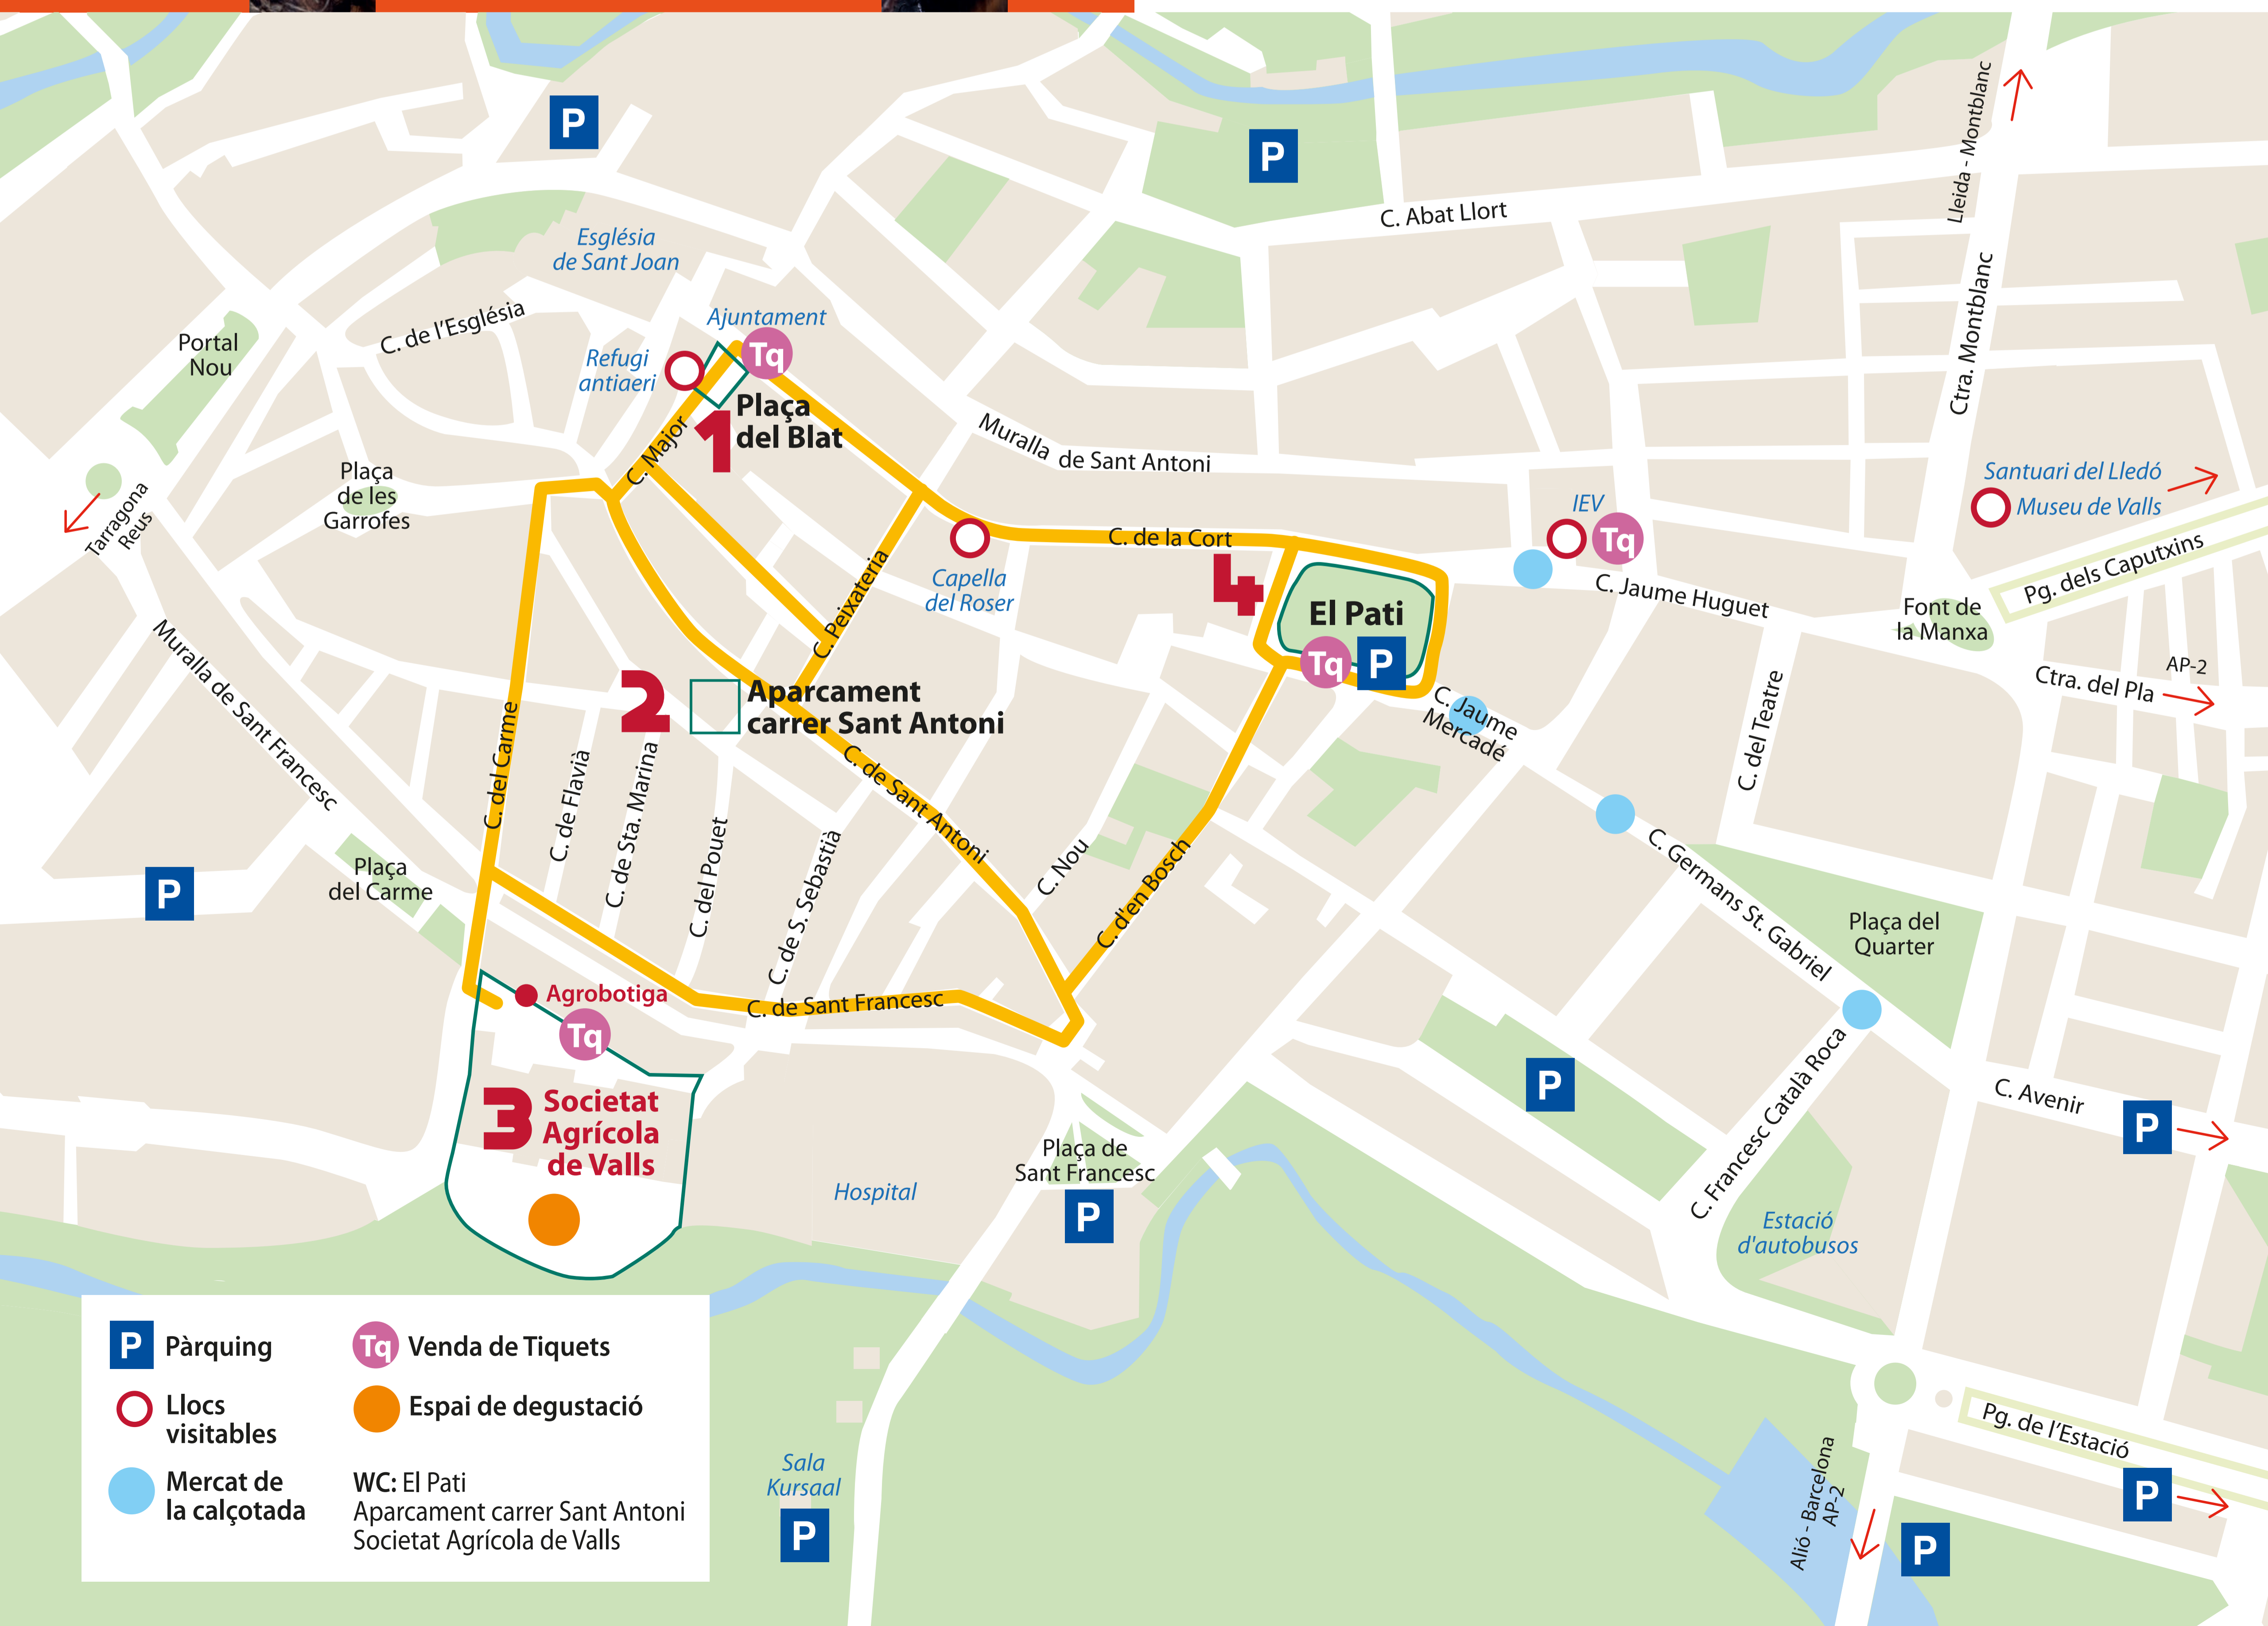 P
P
Lleida - Montblanc
C. Abat Llort
Església
de Sant Joan
Ctra. Montblanc
C. de l'Església
Ajuntament
Tq
Portal
Nou
Refugi
antiaeri
1
Plaça
del Blat
C. Major
Muralla de Sant Antoni
Plaça
de les
Garrofes
Tarragona
Reus
Santuari del Lledó
Museu de Valls
IEV
Tq
C. de la Cort
Pg. dels Caputxins
Capella
del Roser
C. Peixateria
4
El Pati
Tq
P
C. Jaume Huguet
Font de
la Manxa
AP-2
Ctra. del Pla
Muralla de Sant Francesc
2
Aparcament
carrer Sant Antoni
C. Jaume
Mercadé
C. del Teatre
C. del Carme
C. de Flavià
C. de Sta. Marina
C. del Pouet
C. de S. Sebastià
C. de Sant Antoni
C. Nou
C. d'en Bosch
C. Germans St. Gabriel
Plaça del
Quarter
P
Plaça
del Carme
Agrobotiga
Tq
C. de Sant Francesc
3
Societat
Agrícola
de Valls
P
C. Francesc Català Roca
C. Avenir
P
Plaça de
Sant Francesc
P
Hospital
Estació
d'autobusos
Pg. de l'Estació
P
Alió - Barcelona
AP-2
P
Sala
Kursaal
P
P Pàrquing
Llocs
visitables
Mercat de
la calçotada
Tq Venda de Tiquets
Espai de degustació
WC: El Pati
Aparcament carrer Sant Antoni
Societat Agrícola de Valls